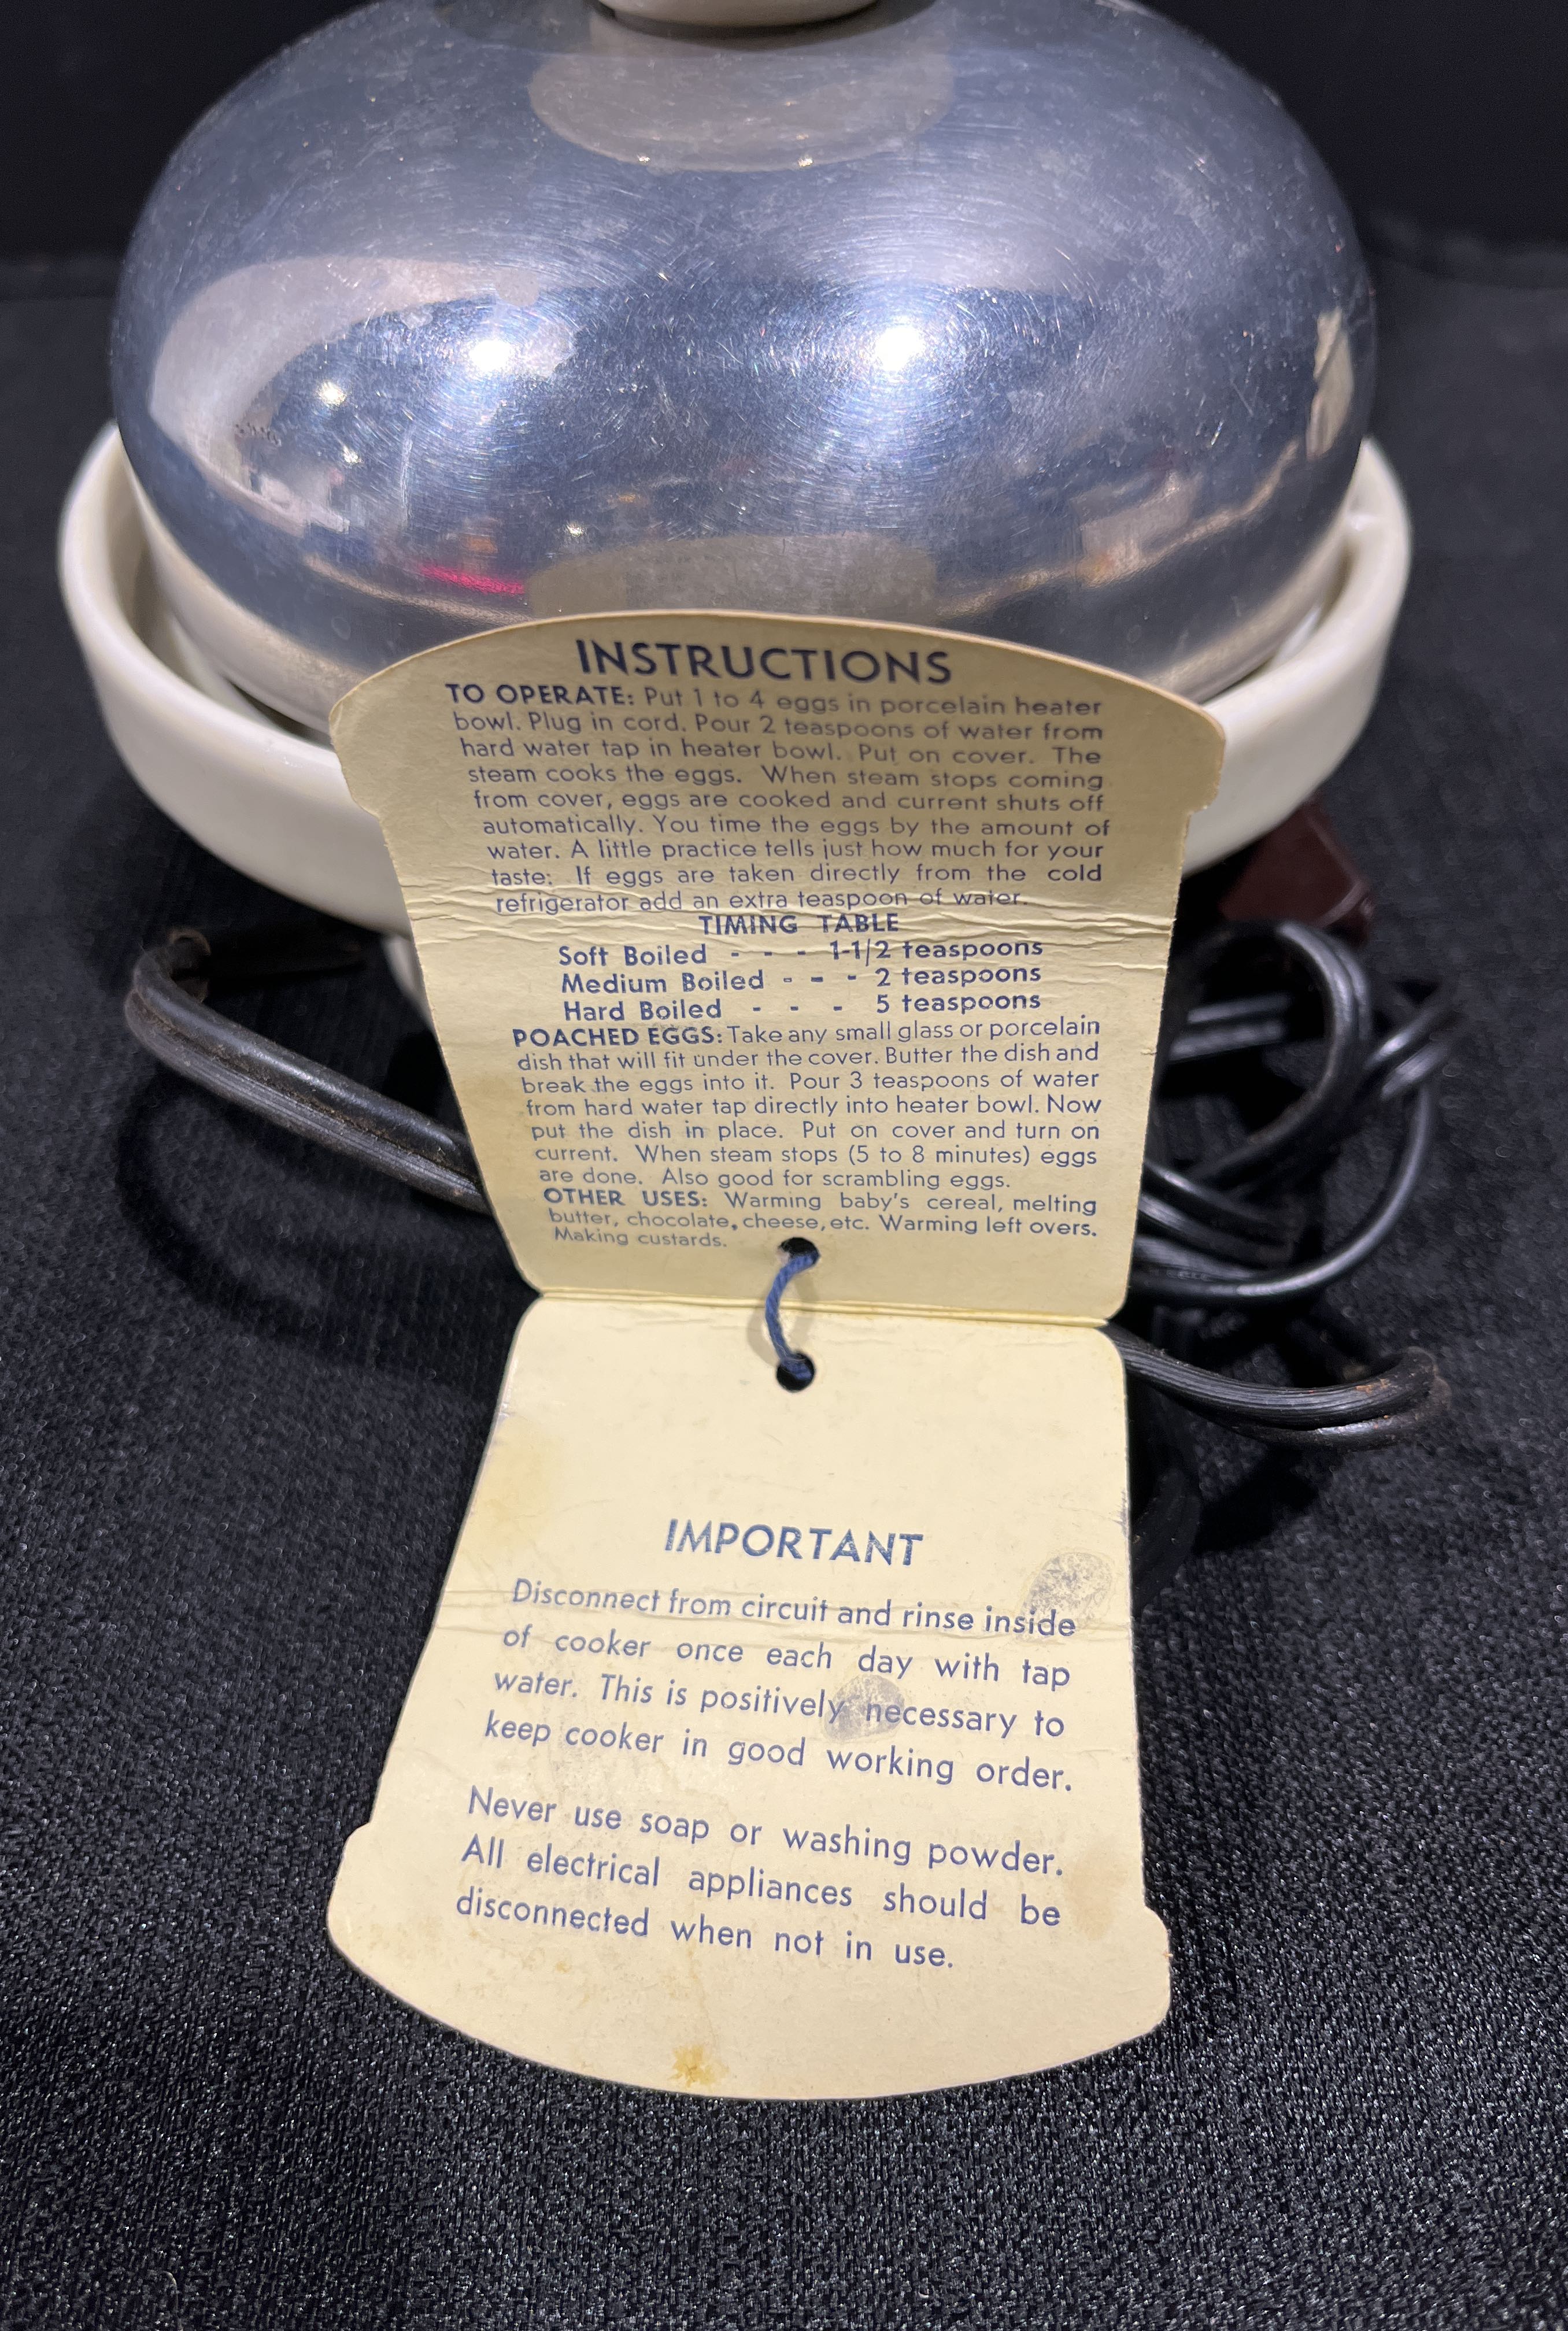 INSTRUCTIONS
TO OPERATE: Put 1 to 4 eggs in porcelain heater
bowl. Plug in cord. Pour 2 teaspoons of water from
hard water tap in heater bowl. Put on cover. The
steam cooks the eggs. When steam stops coming
from cover, eggs are cooked and current shuts off
automatically. You time the eggs by the amount of
water. A little practice tells just how much for your
taste: If eggs are taken directly from the cold
refrigerator add an extra teaspoon of water.
TIMING TABLE
Soft Boiled - - - 1-1/2 teaspoons
Medium Boiled - - - 2 teaspoons
Hard Boiled - - - 5 teaspoons
POACHED EGGS: Take any small glass or porcelain
dish that will fit under the cover. Butter the dish and
break the eggs into it. Pour 3 teaspoons of water
from hard water tap directly into heater bowl. Now
put the dish in place. Put on cover and turn on
current. When steam stops (5 to 8 minutes) eggs
are done. Also good for scrambling eggs.
OTHER USES: Warming baby's cereal, melting
butter, chocolate, cheese, etc. Warming left overs.
Making custards.
IMPORTANT
Disconnect from circuit and rinse inside
of cooker once each day with tap
water. This is positively necessary to
keep cooker in good working order.
Never use soap or washing powder.
All electrical appliances should be
disconnected when not in use.